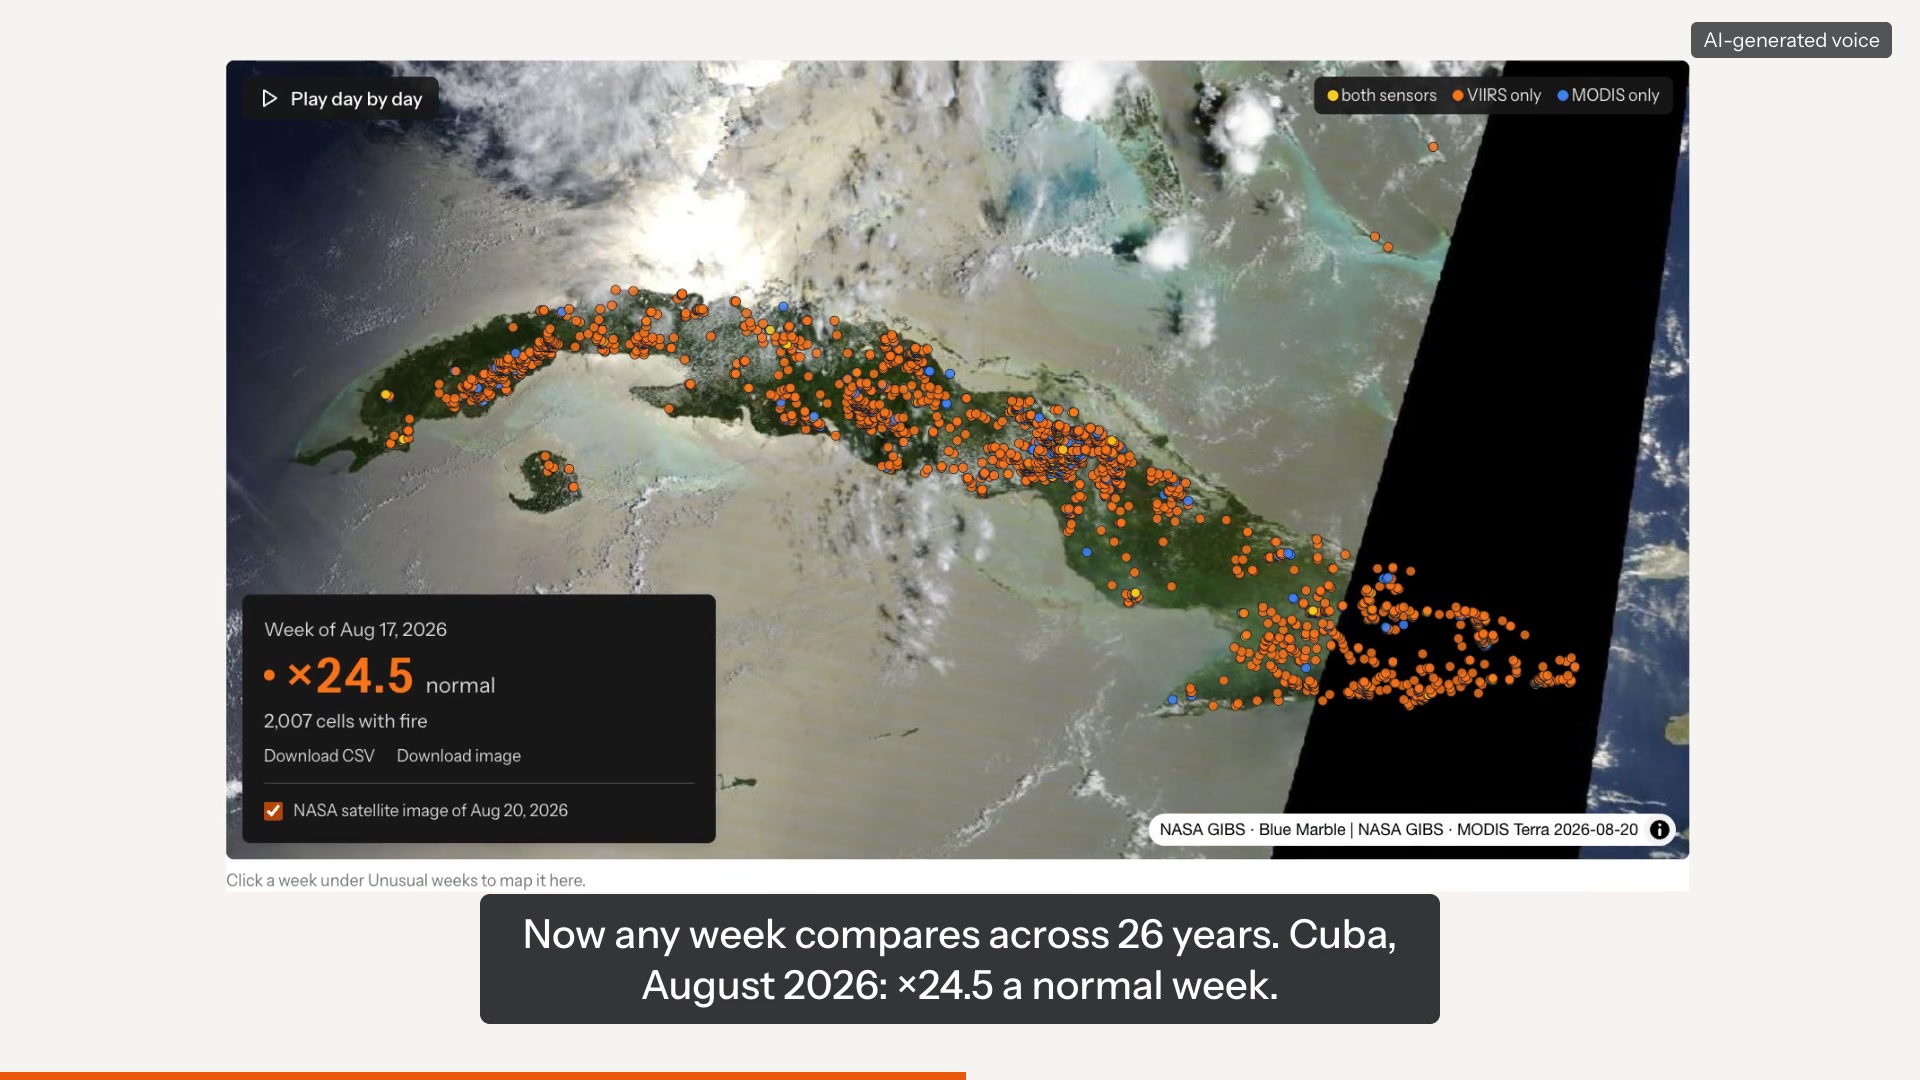 AI-generated voice
Play day by day
both sensors VIIRS only MODIS only
Week of Aug 17, 2026
• ×24.5 normal
2,007 cells with fire
Download CSV Download image
NASA satellite image of Aug 20, 2026
NASA GIBS · Blue Marble | NASA GIBS · MODIS Terra 2026-08-20
Click a week under Unusual weeks to map it here.
Now any week compares across 26 years. Cuba,
August 2026: ×24.5 a normal week.